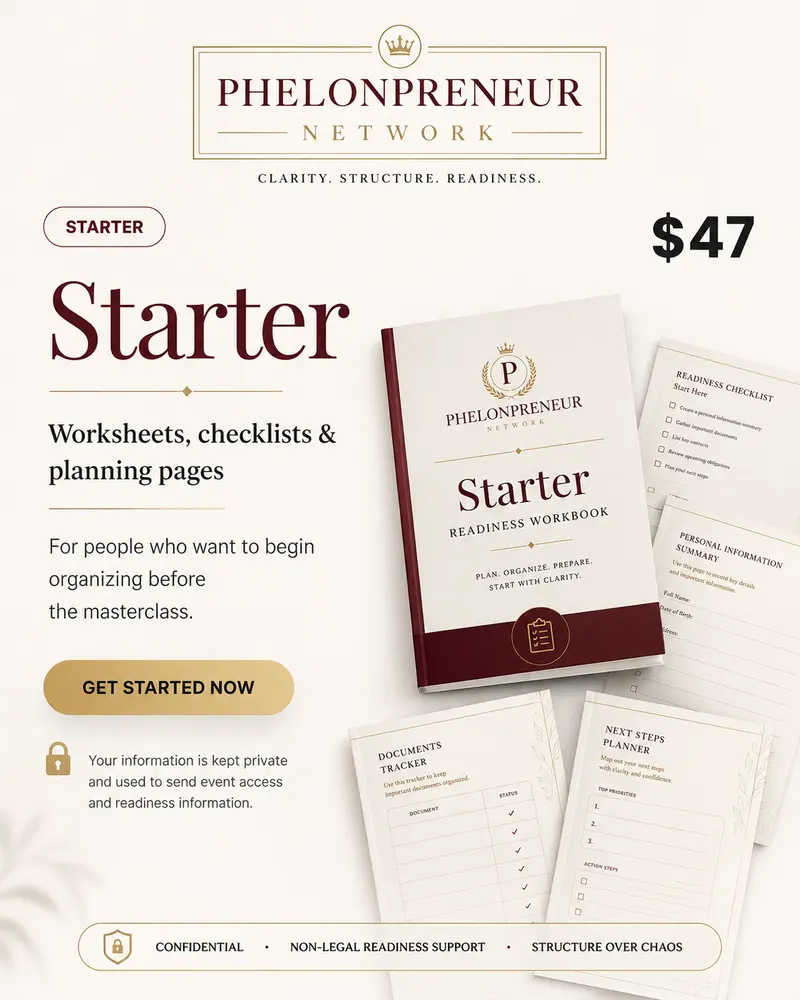 PHELONPRENEUR
NETWORK
CLARITY. STRUCTURE. READINESS.
STARTER
$47
Starter
Worksheets, checklists &
planning pages
For people who want to begin
organizing before
the masterclass.
GET STARTED NOW
Your information is kept private
and used to send event access
and readiness information.
P
PHELONPRENEUR
NETWORK
Starter
READINESS WORKBOOK
PLAN. ORGANIZE. PREPARE.
START WITH CLARITY.
READINESS CHECKLIST
Start Here
Create a personal information summary
Gather important documents
List key contacts
Review upcoming obligations
Plan your next steps
PERSONAL INFORMATION
SUMMARY
Use this page to record key details
and important information.
Full Name:
Date of Birth:
DOCUMENTS
TRACKER
Use this tracker to keep
important documents organized.
DOCUMENT
STATUS
NEXT STEPS
PLANNER
Map out your next steps
with clarity and confidence.
TOP PRIORITIES
1.
2.
3.
ACTION STEPS
CONFIDENTIAL • NON-LEGAL READINESS SUPPORT • STRUCTURE OVER CHAOS